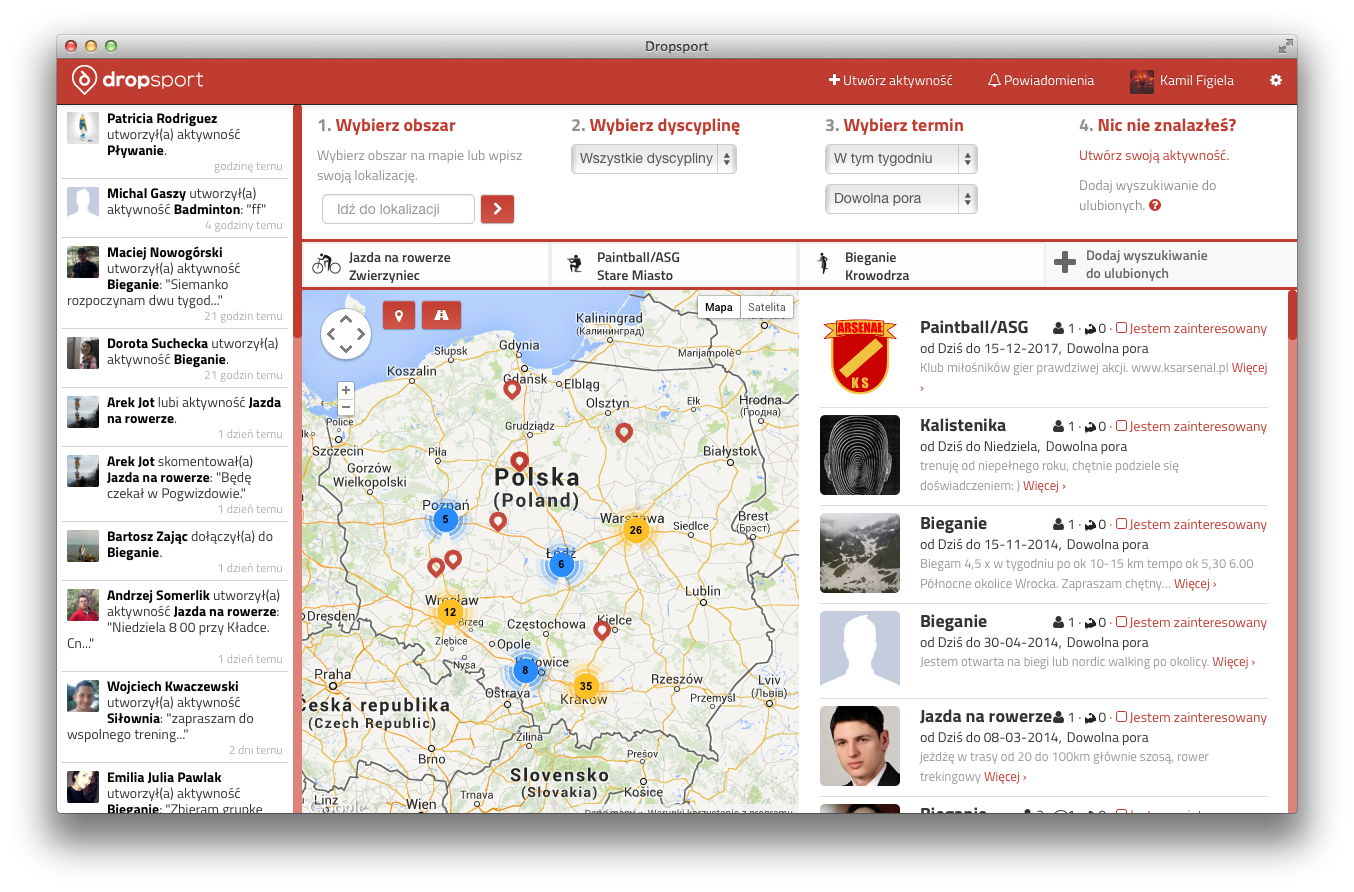 Dropsport
dropsport
Utwórz aktywność
Powiadomienia
Kamil Figiela
Patricia Rodriguez
utworzył(a) aktywność
Pływanie.
godzinę temu
Michal Gaszy utworzył(a)
aktywność Badminton: "ff"
4 godziny temu
Maciej Nowogórski
utworzył(a) aktywność
Bieganie: "Siemanko
rozpoczynam dwu tygod..."
21 godzin temu
Dorota Suchecka utworzył(a)
aktywność Bieganie.
21 godzin temu
Arek Jot lubi aktywność Jazda
na rowerze.
1 dzień temu
Arek Jot skomentował(a)
Jazda na rowerze: "Będę
czekał w Pogwizdowie."
1 dzień temu
Bartosz Zając dołączył(a) do
Bieganie.
1 dzień temu
Andrzej Somerlik utworzył(a)
aktywność Jazda na rowerze:
"Niedziela 8 00 przy Kładce.
Cn..."
1 dzień temu
Wojciech Kwaczewski
utworzył(a) aktywność
Siłownia: "zapraszam do
wspolnego trening..."
2 dni temu
Emilia Julia Pawlak
utworzył(a) aktywność
Bieganie: "Zbieram grupkę
1. Wybierz obszar
Wybierz obszar na mapie lub wpisz
swoją lokalizację.
Idź do lokalizacji
2. Wybierz dyscyplinę
Wszystkie dyscypliny
3. Wybierz termin
W tym tygodniu
Dowolna pora
4. Nic nie znalazłeś?
Utwórz swoją aktywność.
Dodaj wyszukiwanie do
ulubionych.
Jazda na rowerze
Zwierzyniec
Paintball/ASG
Stare Miasto
Bieganie
Krowodrza
Dodaj wyszukiwanie
do ulubionych
Mapa
Satelita
Kaliningrad
(Калининград)
Gdynia
Słupsk
Marijampolė
Koszalin
Gdańsk
Elbląg
Olsztyn
Ełk
Hrodna
(Гродна)
Police
Grudziądz
Szczecin
Piła
Białystok
Gorzów
Wielkopolski
Polska
(Poland)
Poznań
5
Warszawa
26
Siedlce
Brest
(Брэст)
Łódź
6
Lublin
Wrocław
12
Brzeg
Dresden
Częstochowa
Kielce
Ziębice
Opole
Nysa
Katowice
8
Praha
Rzeszów
Lviv
(Львів)
35
Kraków
Ostrava
Przemyśl
Česká republika
(Czech Republic)
Žilina
Brno
Prešov
Slovensko
(Slovakia)
Košice
Linz
Wien
Trnava
Google
Paintball/ASG 1 · 0 · Jestem zainteresowany
od Dziś do 15-12-2017, Dowolna pora
Klub miłośników gier prawdziwej akcji. www.ksarsenal.pl Więcej
›
ARSENAŁ
KS
Kalistenika 1 · 0 · Jestem zainteresowany
od Dziś do Niedziela, Dowolna pora
trenuję od niepełnego roku, chętnie podziele się
doświadczeniem: ) Więcej ›
Bieganie 1 · 0 · Jestem zainteresowany
od Dziś do 15-11-2014, Dowolna pora
Biegam 4,5 x w tygodniu po ok 10-15 km tempo ok 5,30 6.00
Północne okolice Wrocka. Zapraszam chętny... Więcej ›
Bieganie 1 · 0 · Jestem zainteresowany
od Dziś do 30-04-2014, Dowolna pora
Jestem otwarta na biegi lub nordic walking po okolicy. Więcej ›
Jazda na rowerze 1 · 0 · Jestem zainteresowany
od Dziś do 08-03-2014, Dowolna pora
jeżdżę w trasy od 20 do 100km głównie szosą, rower
trekingowy Więcej ›
Bieganie